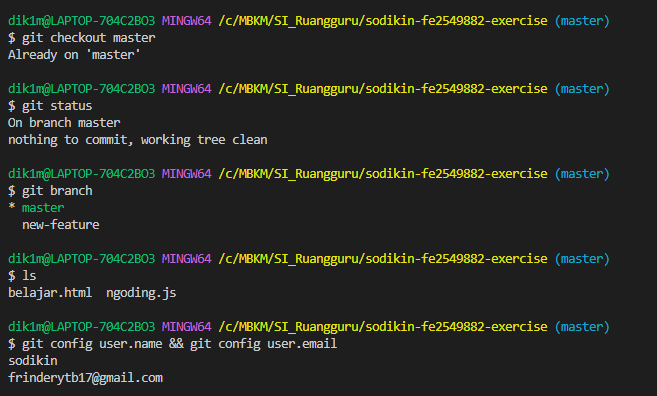 dik1m@LAPTOP-704C2BO3 MINGW64 /c/MBKM/SI_Ruangguru/sodikin-fe2549882-exercise (master)
$ git checkout master
Already on 'master'
dik1m@LAPTOP-704C2BO3 MINGW64 /c/MBKM/SI_Ruangguru/sodikin-fe2549882-exercise (master)
$ git status
On branch master
nothing to commit, working tree clean
dik1m@LAPTOP-704C2BO3 MINGW64 /c/MBKM/SI_Ruangguru/sodikin-fe2549882-exercise (master)
$ git branch
* master
new-feature
dik1m@LAPTOP-704C2BO3 MINGW64 /c/MBKM/SI_Ruangguru/sodikin-fe2549882-exercise (master)
$ ls
belajar.html  ngoding.js
dik1m@LAPTOP-704C2BO3 MINGW64 /c/MBKM/SI_Ruangguru/sodikin-fe2549882-exercise (master)
$ git config user.name && git config user.email
sodikin
frinderytb17@gmail.com